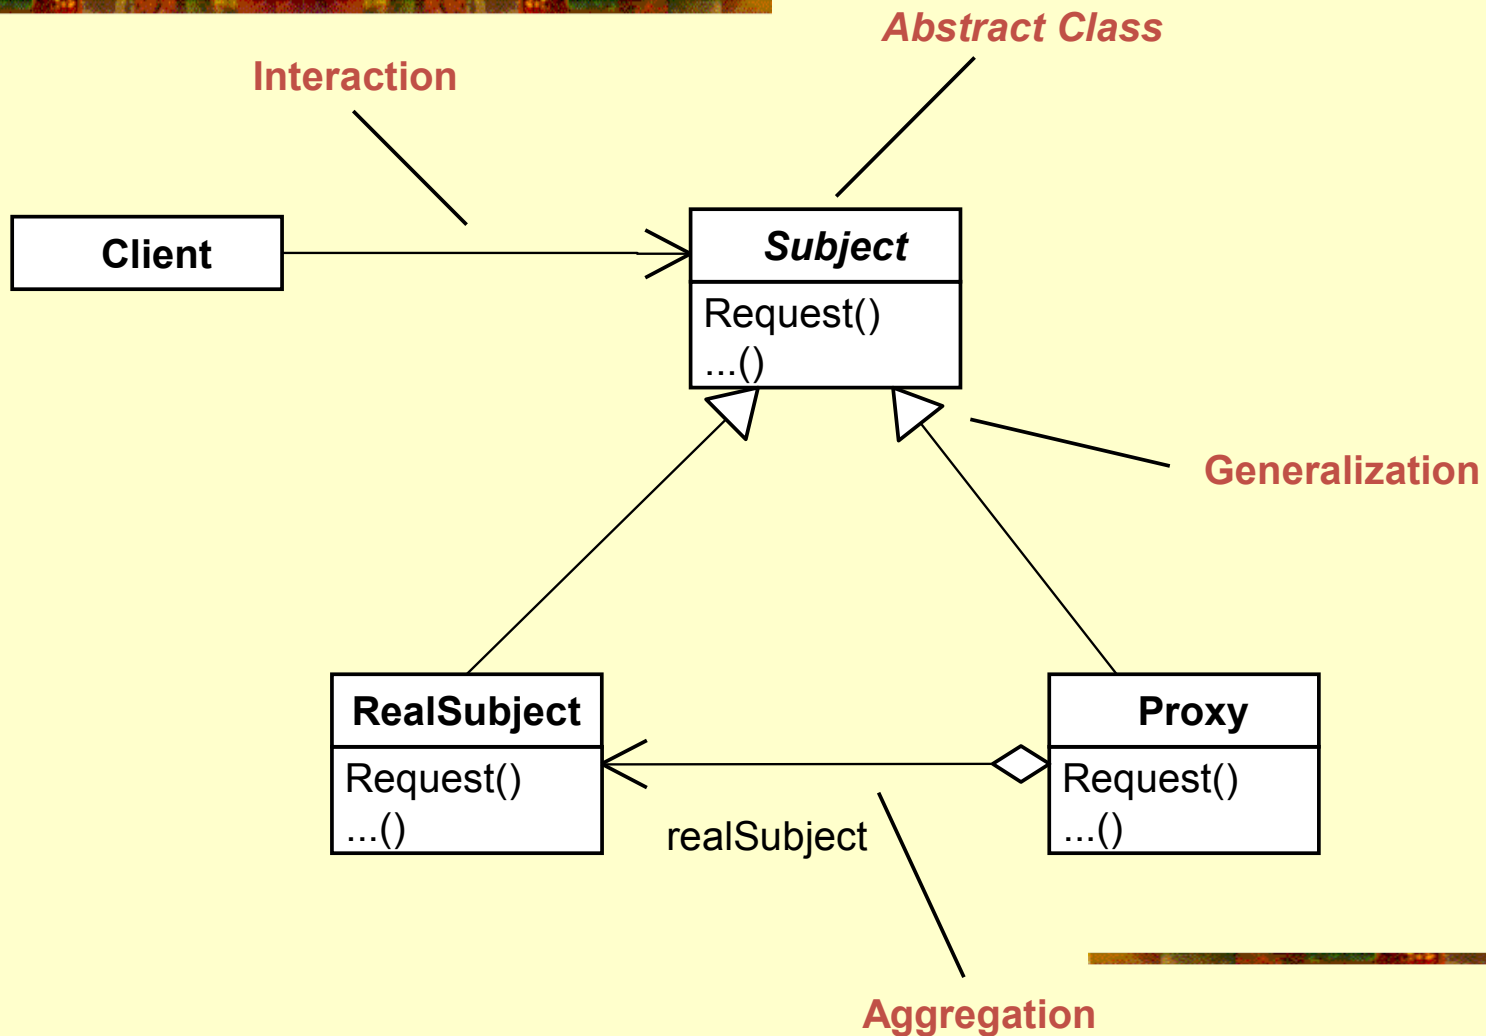 Abstract Class
Interaction
Client
Subject
Request()
...()
Generalization
RealSubject
Request()
...()
realSubject
Proxy
Request()
...()
Aggregation